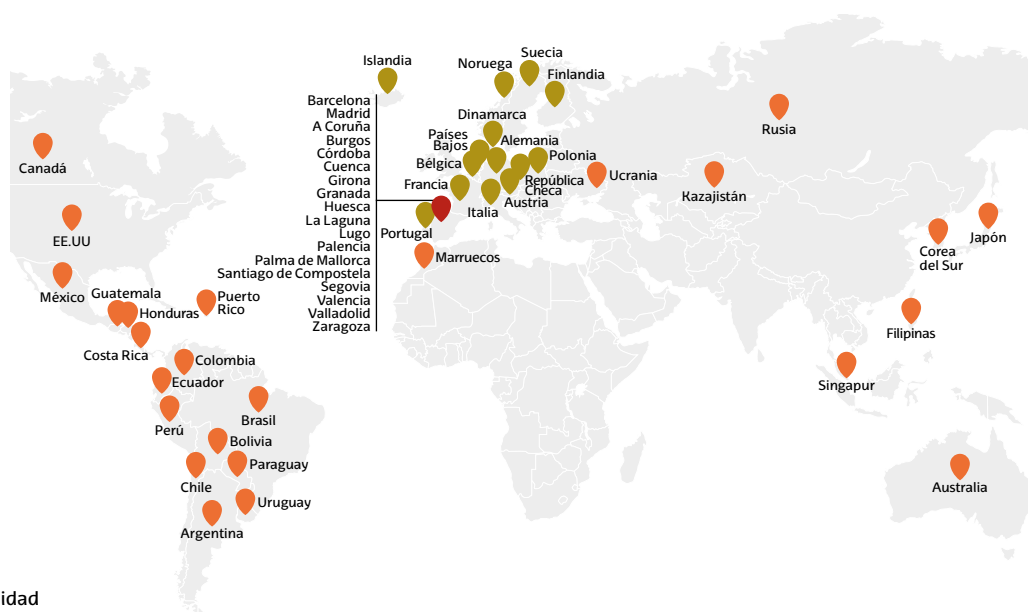 Islandia
Noruega
Suecia
Finlandia
Dinamarca
Países
Bajos
Alemania
Bélgica
Polonia
República
Checa
Francia
Austria
Italia
Portugal
Barcelona
Madrid
A Coruña
Burgos
Córdoba
Cuenca
Girona
Granada
Huesca
La Laguna
Lugo
Palencia
Palma de Mallorca
Santiago de Compostela
Segovia
Valencia
Valladolid
Zaragoza
Canadá
EE.UU
México
Guatemala
Honduras
Puerto
Rico
Costa Rica
Colombia
Ecuador
Perú
Brasil
Bolivia
Paraguay
Chile
Uruguay
Argentina
Marruecos
Ucrania
Rusia
Kazajistán
Japón
Corea
del Sur
Filipinas
Singapur
Australia
idad